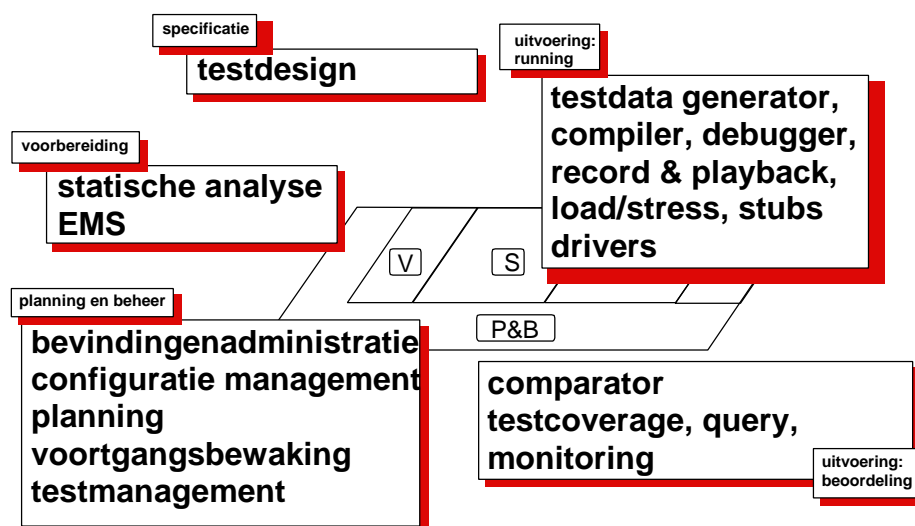 specificatie
testdesign
uitvoering:
running
testdata generator,
compiler, debugger,
record & playback,
load/stress, stubs
drivers
voorbereiding
statische analyse
EMS
V
S
P&B
planning en beheer
bevindingenadministratie
configuratie management
planning
voortgangsbewaking
testmanagement
comparator
testcoverage, query,
monitoring
uitvoering:
beoordeling